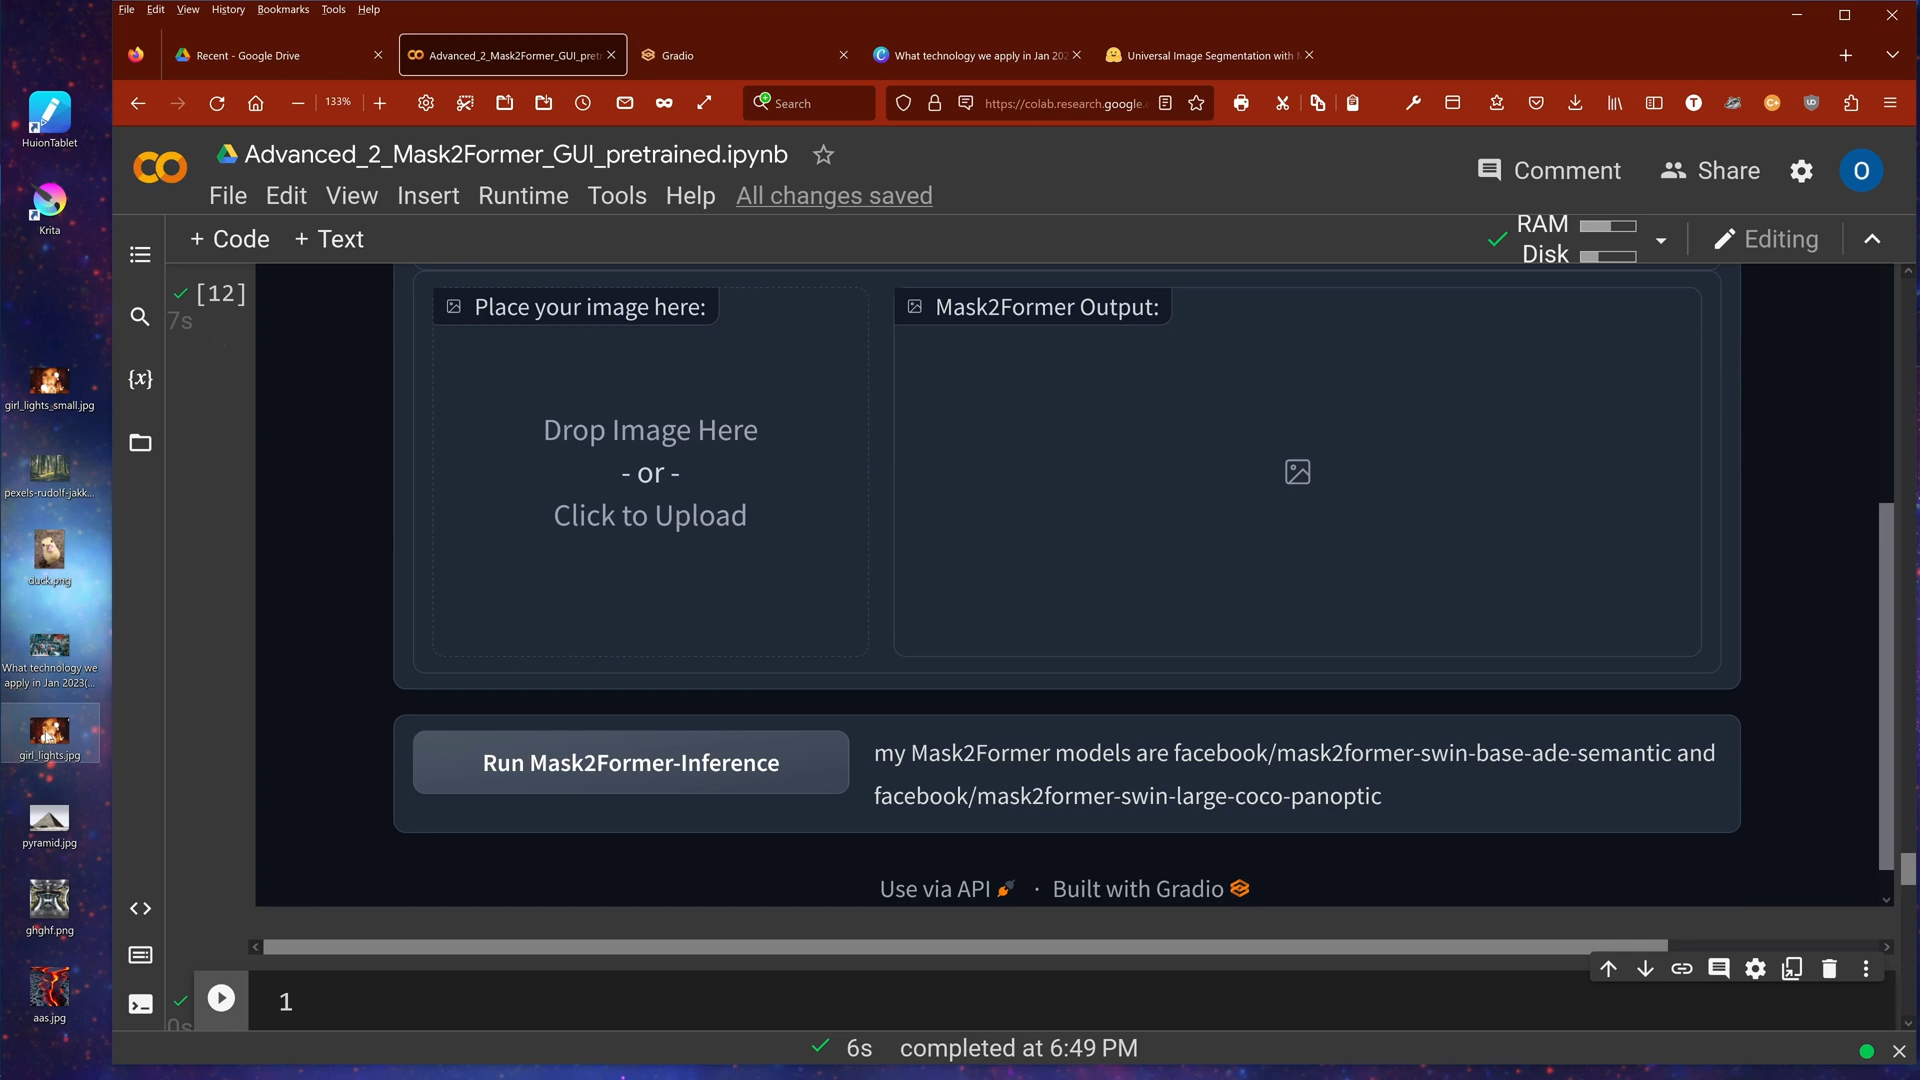 File Edit View History Bookmarks Tools Help
Recent - Google Drive
Advanced_2_Mask2Former_GUI_pretr
Gradio
What technology we apply in Jan 202
Universal Image Segmentation with
133%
Search
https://colab.research.google.
HuionTablet
Krita
girl_lights_small.jpg
pexels-rudolf-jakk...
duck.png
What technology we
apply in Jan 2023(...
girl_lights.jpg
pyramid.jpg
ghghf.png
aas.jpg
Advanced_2_Mask2Former_GUI_pretrained.ipynb
Comment
Share
O
File Edit View Insert Runtime Tools Help All changes saved
+ Code + Text
RAM
Disk
Editing
{x}
[12]
7s
Place your image here:
Mask2Former Output:
Drop Image Here
- or -
Click to Upload
Run Mask2Former-Inference
my Mask2Former models are facebook/mask2former-swin-base-ade-semantic and
facebook/mask2former-swin-large-coco-panoptic
Use via API · Built with Gradio
1
0s
6s completed at 6:49 PM